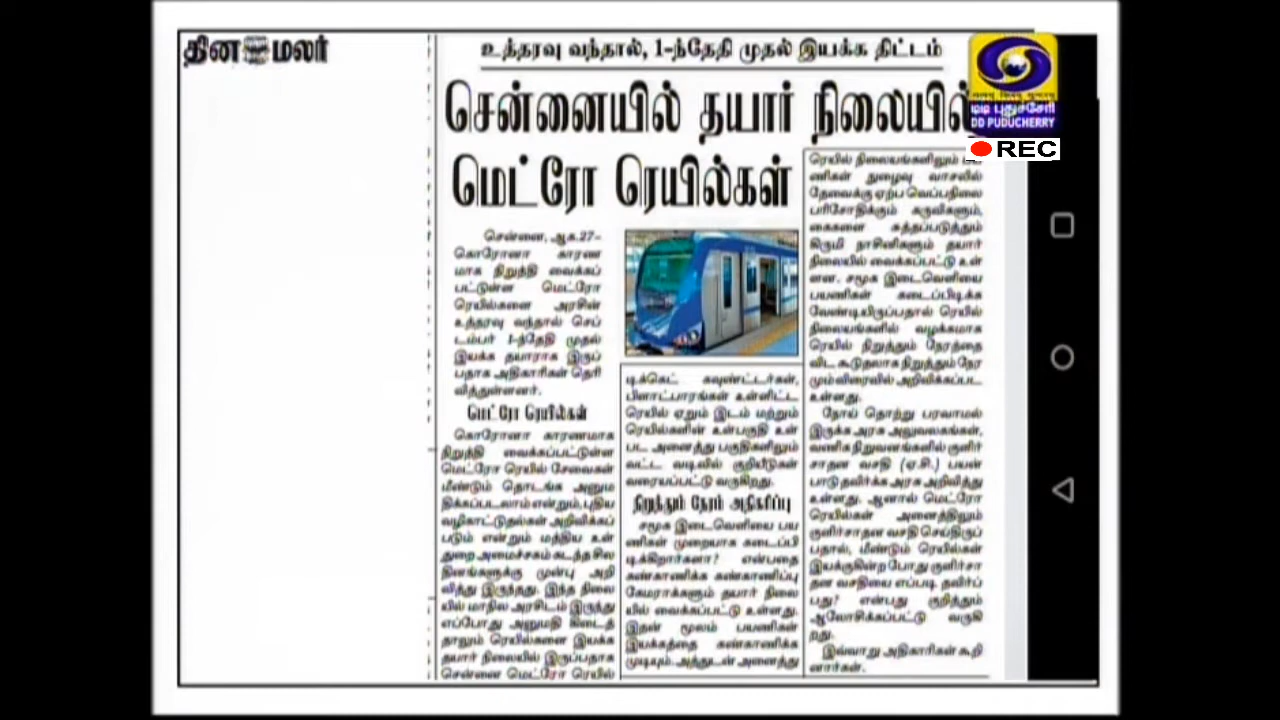 தின மலர்
உத்தரவு வந்தால், 1-ந்தேதி முதல் இயக்க திட்டம்
சென்னையில் தயார் நிலையில்
மெட்ரோ ரெயில்கள்
சென்னை, ஆக.27-
கொரோனா காரண
மாக நிறுத்தி வைக்கப்
பட்டுள்ள மெட்ரோ
ரெயில்களை அரசின்
உத்தரவு வந்தால் செப்
டம்பர் 1-ந்தேதி முதல்
இயக்க தயாராக இருப்
பதாக அதிகாரிகள் தெரி
வித்துள்ளனர்.
மெட்ரோ ரெயில்கள்
கொரோனா காரணமாக
நிறுத்தி வைக்கப்பட்டுள்ள
மெட்ரோ ரெயில் சேவைகள்
மீண்டும் தொடங்க அனும
திக்கப்படலாம் என்றும், புதிய
வழிகாட்டுதல்கள் அறிவிக்கப்
படும் என்றும் மத்திய உள்
துறை அமைச்சகம் கடந்த சில
தினங்களுக்கு முன்பு அறி
வித்து இருந்தது. இந்த நிலை
யில் மாநில அரசிடம் இருந்து
எப்போது அனுமதி கிடைத்
தாலும் ரெயில்களை இயக்க
தயார் நிலையில் இருப்பதாக
சென்னை மெட்ரோ ரெயில்
டிக்கெட் கவுண்ட்டர்கள்,
பிளாட்பாரங்கள் உள்ளிட்ட
ரெயில் ஏறும் இடம் மற்றும்
ரெயில்களின் உள்பகுதி உள்
பட அனைத்து பகுதிகளிலும்
வட்ட வடிவில் குறியீடுகள்
வரையப்பட்டு வருகிறது.
நிறுத்தும் நேரம் அதிகரிப்பு
சமூக இடைவெளியை பய
ணிகள் முறையாக கடைப்பி
டிக்கிறார்களா? என்பதை
கண்காணிக்க கண்காணிப்பு
கேமராக்களும் தயார் நிலை
யில் வைக்கப்பட்டு உள்ளது.
இதன் மூலம் பயணிகள்
இயக்கத்தை கண்காணிக்க
முடியும். அத்துடன் அனைத்து
ரெயில் நிலையங்களிலும் பய
ணிகள் நுழைவு வாசலில்
தேவைக்கு ஏற்ப வெப்பநிலை
பரிசோதிக்கும் கருவிகளும்,
கைகளை சுத்தப்படுத்தும்
கிருமி நாசினிகளும் தயார்
நிலையில் வைக்கப்பட்டு உள்
ளன. சமூக இடைவெளியை
பயணிகள் கடைப்பிடிக்க
வேண்டியிருப்பதால் ரெயில்
நிலையங்களில் வழக்கமாக
ரெயில் நிறுத்தும் நேரத்தை
விட கூடுதலாக நிறுத்தும் நேர
மும் விரைவில் அறிவிக்கப்பட
உள்ளது.
நோய் தொற்று பரவாமல்
இருக்க அரசு அலுவலகங்கள்,
வணிக நிறுவனங்களில் குளிர்
சாதன வசதி (ஏ.சி.) பயன்
பாடு தவிர்க்க அரசு அறிவித்து
உள்ளது. ஆனால் மெட்ரோ
ரெயில்கள் அனைத்திலும்
குளிர்சாதன வசதி செய்திருப்
பதால், மீண்டும் ரெயில்கள்
இயக்குகின்ற போது குளிர்சா
தன வசதியை எப்படி தவிர்ப்
பது? என்பது குறித்தும்
ஆலோசிக்கப்பட்டு வருகி
றது.
இவ்வாறு அதிகாரிகள் கூறி
னார்கள்.
டிடி புதுச்சேரி
DD PUDUCHERRY
REC